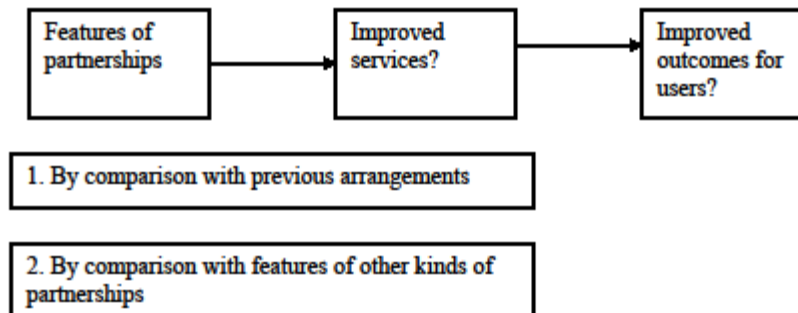 Features of
partnerships
Improved
services?
Improved
outcomes for
users?
1. By comparison with previous arrangements
2. By comparison with features of other kinds of
partnerships